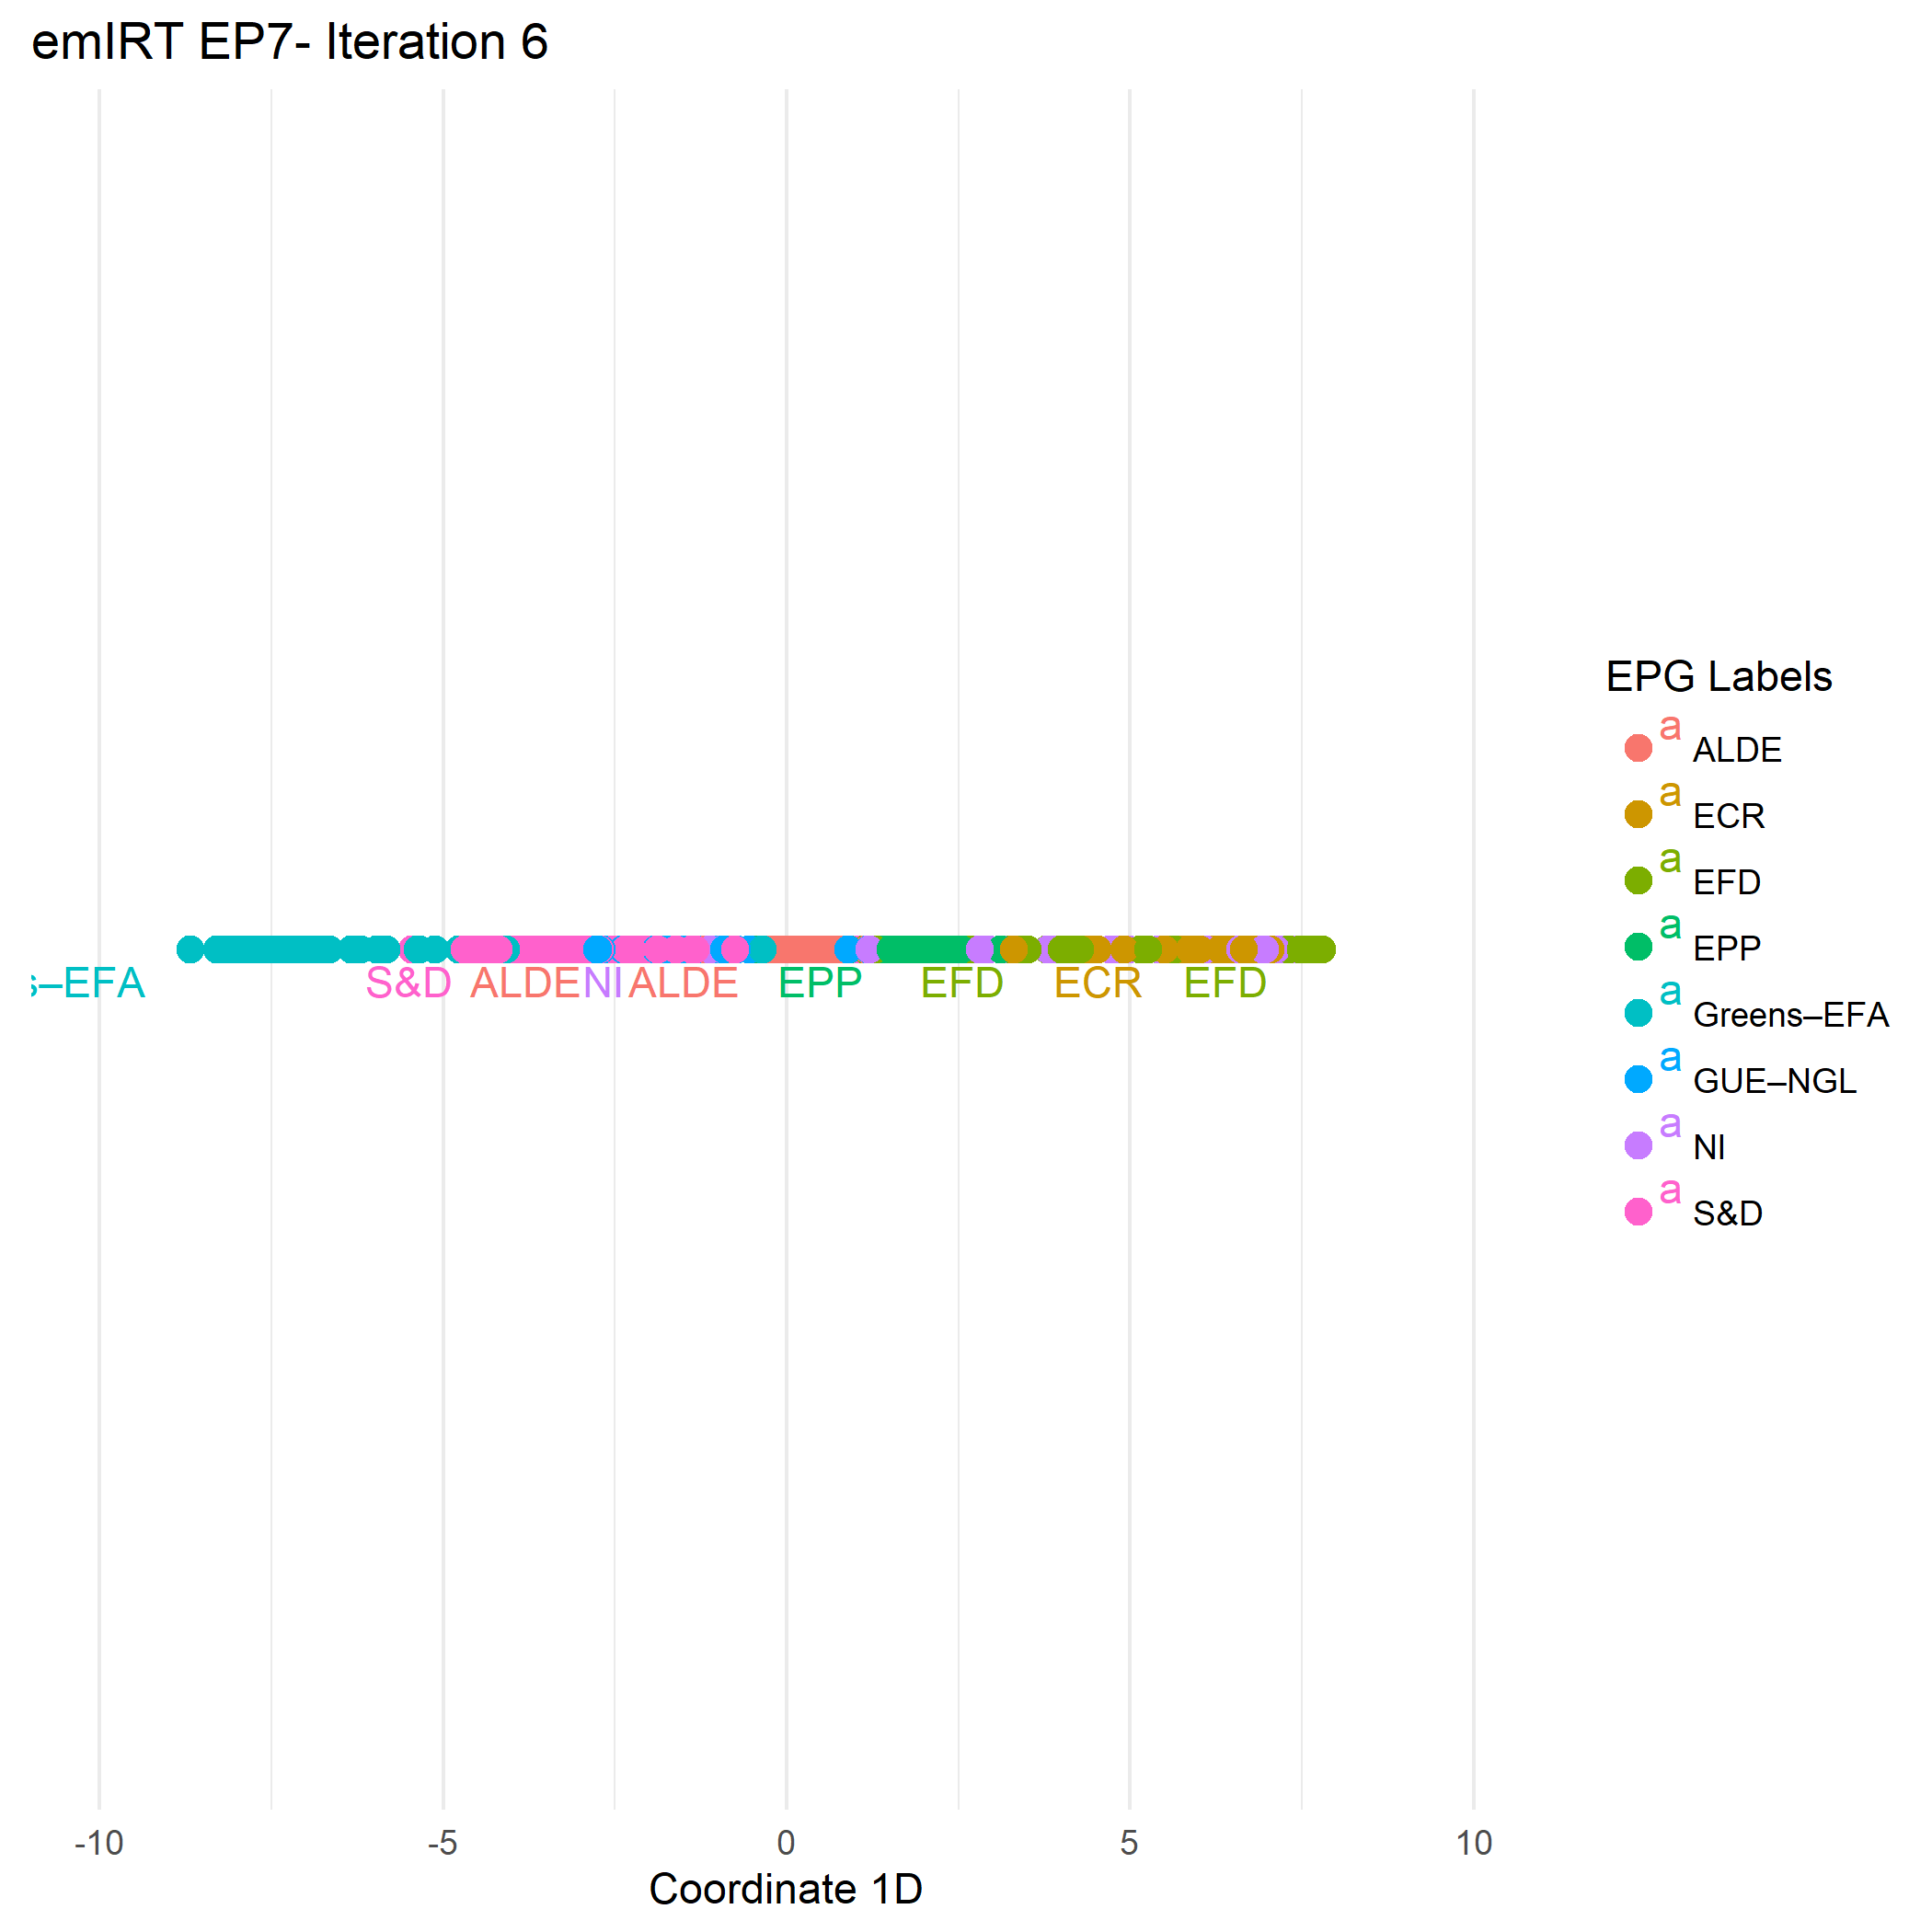 emIRT EP7- Iteration 6
s–EFA S&D ALDE NI ALDE EPP EFD ECR EFD
-10 -5 0 5 10
Coordinate 1D
EPG Labels
a ALDE
a ECR
a EFD
a EPP
a Greens–EFA
a GUE–NGL
a NI
a S&D